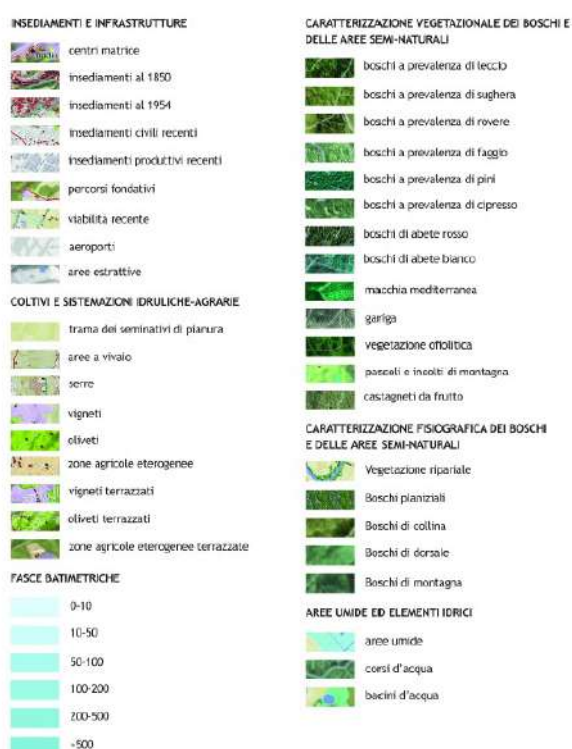 INSEDIAMENTI E INFRASTRUTTURE
centri matrice
insediamenti al 1850
insediamenti al 1954
insediamenti civili recenti
insediamenti produttivi recenti
percorsi fondativi
viabilità recente
aeroporti
aree estrattive
COLTIVI E SISTEMAZIONI IDRULICHE-AGRARIE
trama dei seminativi di pianura
aree a vivaio
serre
vigneti
oliveti
zone agricole eterogenee
vigneti terrazzati
oliveti terrazzati
zone agricole eterogenee terrazzate
FASCE BATIMETRICHE
0-10
10-50
50-100
100-200
200-500
>500
CARATTERIZZAZIONE VEGETAZIONALE DEI BOSCHI E
DELLE AREE SEMI-NATURALI
boschi a prevalenza di leccio
boschi a prevalenza di sughera
boschi a prevalenza di rovere
boschi a prevalenza di faggio
boschi a prevalenza di pini
boschi a prevalenza di cipresso
boschi di abete rosso
boschi di abete bianco
macchia mediterranea
gariga
vegetazione ofiolitica
pascoli e incolti di montagna
castagneti da frutto
CARATTERIZZAZIONE FISIOGRAFICA DEI BOSCHI
E DELLE AREE SEMI-NATURALI
Vegetazione ripariale
Boschi planiziali
Boschi di collina
Boschi di dorsale
Boschi di montagna
AREE UMIDE ED ELEMENTI IDRICI
aree umide
corsi d'acqua
bacini d'acqua